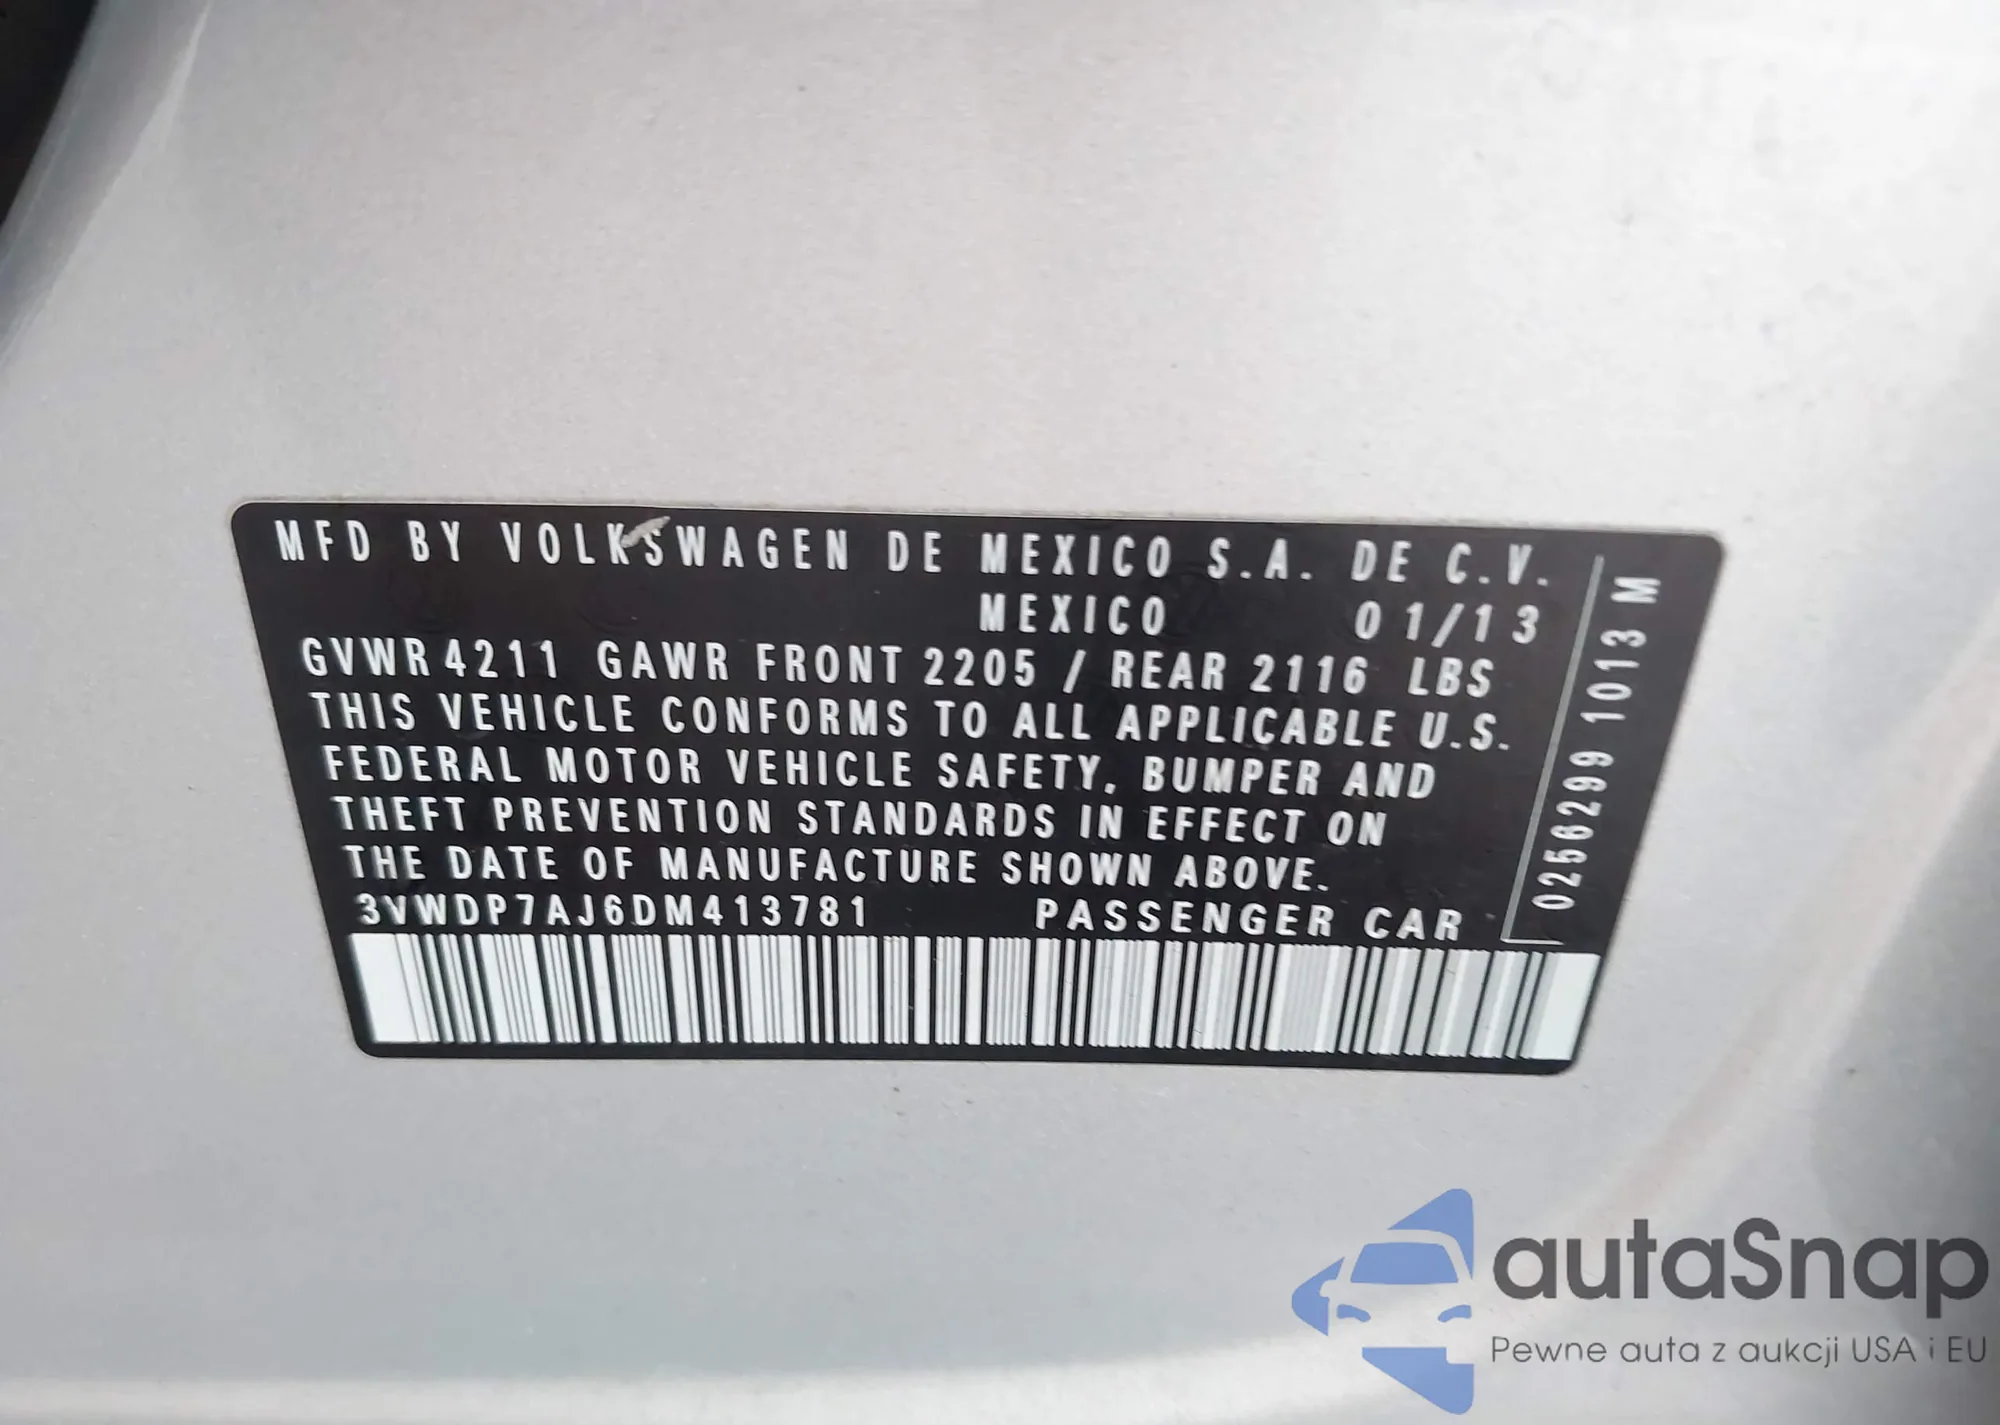 MFD BY VOLKSWAGEN DE MEXICO S.A. DE C.V.
MEXICO 01/13
GVWR 4211 GAWR FRONT 2205 / REAR 2116 LBS
THIS VEHICLE CONFORMS TO ALL APPLICABLE U.S.
FEDERAL MOTOR VEHICLE SAFETY, BUMPER AND
THEFT PREVENTION STANDARDS IN EFFECT ON
THE DATE OF MANUFACTURE SHOWN ABOVE.
3VWDP7AJ6DM413781 PASSENGER CAR
0256299 1013 M
autaSnap
Pewne auta z aukcji USA i EU